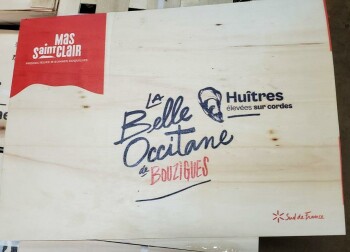 MAS
SAINT CLAIR
LA
Belle
Occitane
de BOUZIGUES
Huîtres
élevées sur cordes
Sud de France